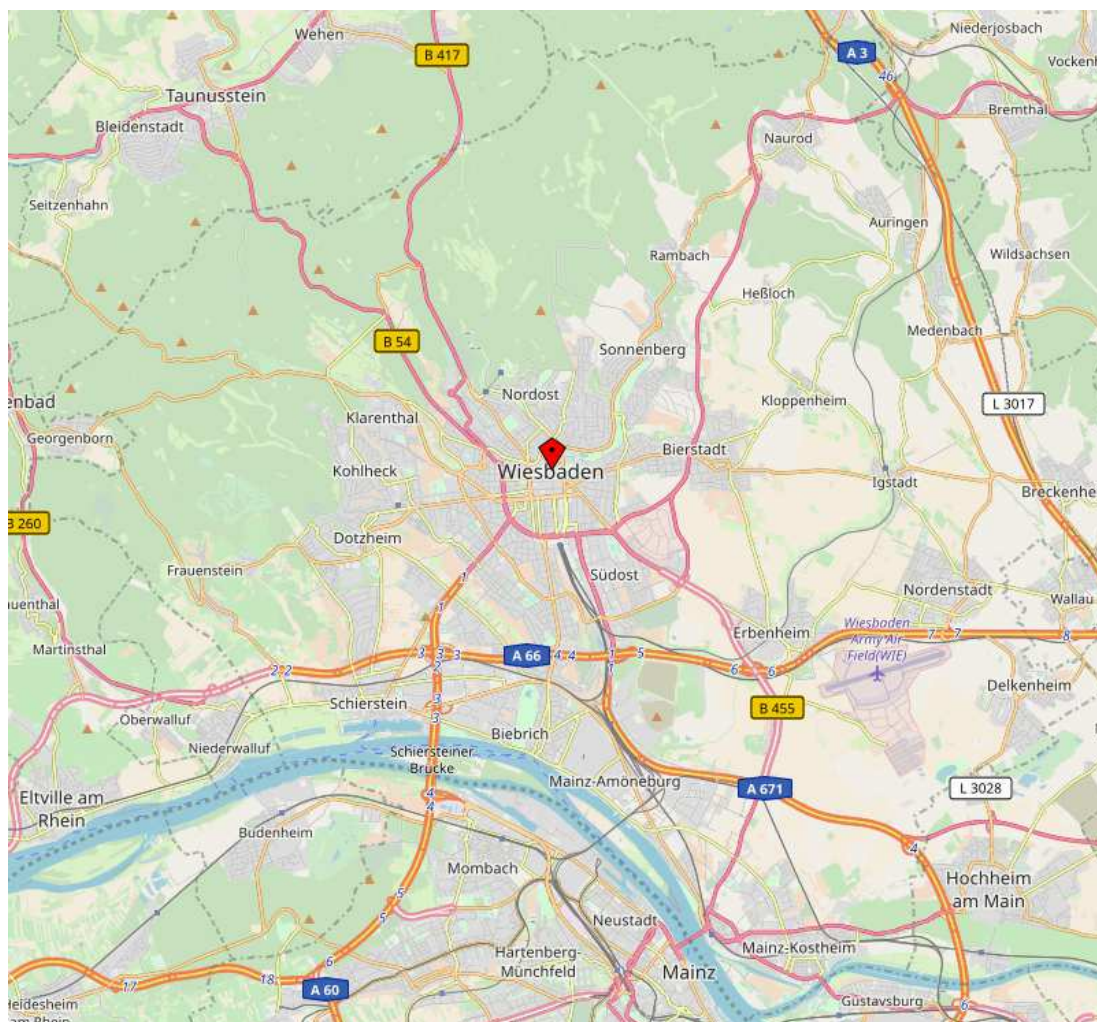 Wehen
Niederjosbach
A 3
B 417
46
Vockenh
Taunusstein
Bremthal
Bleidenstadt
Naurod
Seitzenhahn
Auringen
Rambach
Wildsachsen
Heßloch
Medenbach
B 54
Sonnenberg
Nordost
Kloppenheim
L 3017
enbad
Klarenthal
Georgenborn
Bierstadt
Kohlheck
Wiesbaden
Igstadt
Breckenhe
B 260
Dotzheim
Frauenstein
Südost
1
Nordenstadt
auenthal
1
Wallau
Martinsthal
Erbenheim
Wiesbaden
Army Air
Field(WIE)
7 7
8
3 3 3
A 66
4 4
1 5
2 2
2
1
6 6
Delkenheim
Schierstein
3
3
B 455
Oberwalluf
Niederwalluf
Biebrich
Schiersteiner
Brücke
Mainz-Amöneburg
Eltville am
Rhein
4
4
A 671
L 3028
Budenheim
4
Mombach
Hochheim
am Main
5
5
Neustadt
Hartenberg-
Münchfeld
Mainz-Kostheim
6
17
18
Mainz
A 60
Heidesheim
am Rhein
Gustavsburg
6